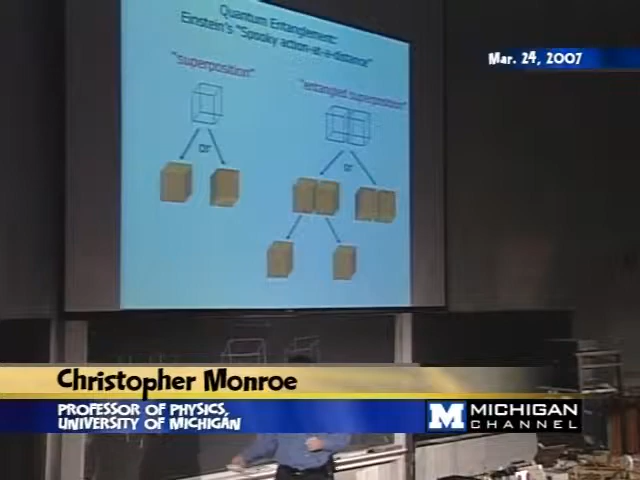 Quantum Entanglement:
Einstein's "Spooky action-at-a-distance"
"superposition"
"entangled superposition"
or
or
Mar. 24, 2007
Christopher Monroe
PROFESSOR OF PHYSICS,
UNIVERSITY OF MICHIGAN
M MICHIGAN
CHANNEL